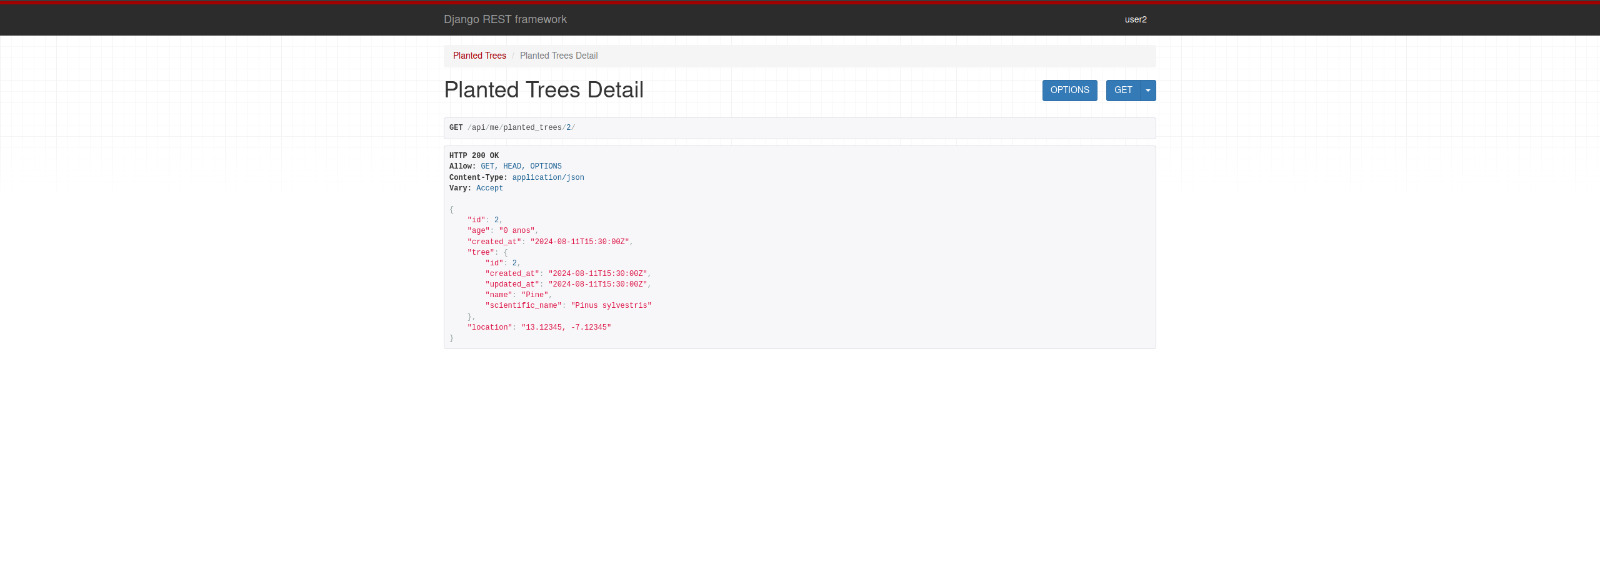 Django REST framework
user2
Planted Trees / Planted Trees Detail
Planted Trees Detail
OPTIONS
GET
GET /api/me/planted_trees/2/
HTTP 200 OK
Allow: GET, HEAD, OPTIONS
Content-Type: application/json
Vary: Accept
{
    "id": 2,
    "age": "0 anos",
    "created_at": "2024-08-11T15:30:00Z",
    "tree": {
        "id": 2,
        "created_at": "2024-08-11T15:30:00Z",
        "updated_at": "2024-08-11T15:30:00Z",
        "name": "Pine",
        "scientific_name": "Pinus sylvestris"
    },
    "location": "13.12345, -7.12345"
}